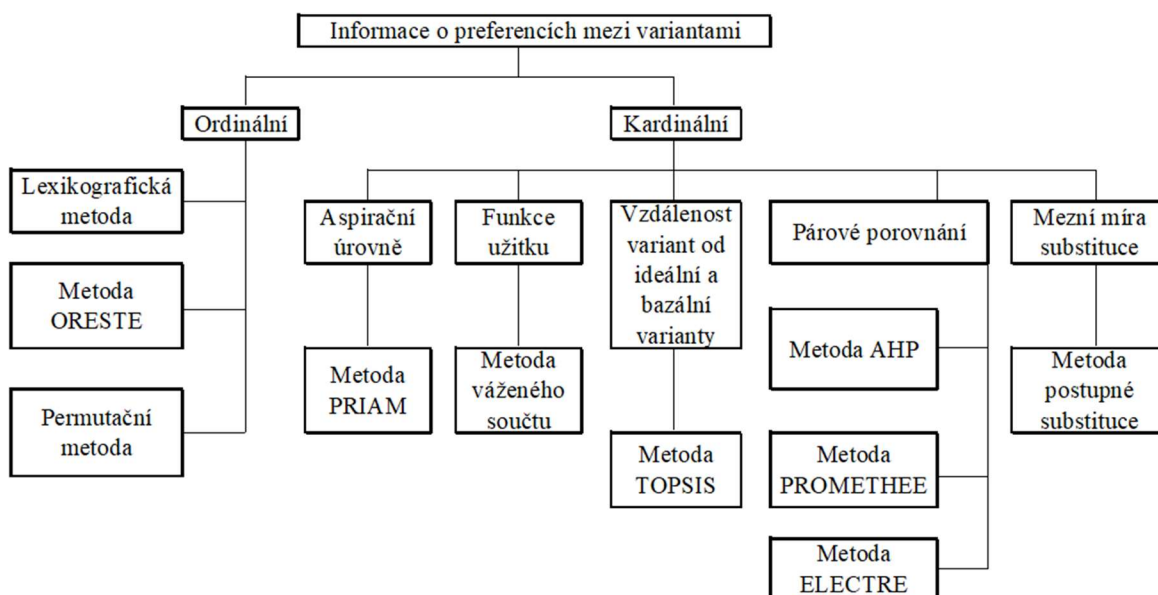 Informace o preferencích mezi variantami
Ordinální
Kardinální
Lexikografická
metoda
Metoda
ORESTE
Permutační
metoda
Aspirační
úrovně
Metoda
PRIAM
Funkce
užitku
Metoda
váženého
součtu
Vzdálenost
variant od
ideální a
bazální
varianty
Metoda
TOPSIS
Párové porovnání
Metoda AHP
Metoda
PROMETHEE
Metoda
ELECTRE
Mezní míra
substituce
Metoda
postupné
substituce